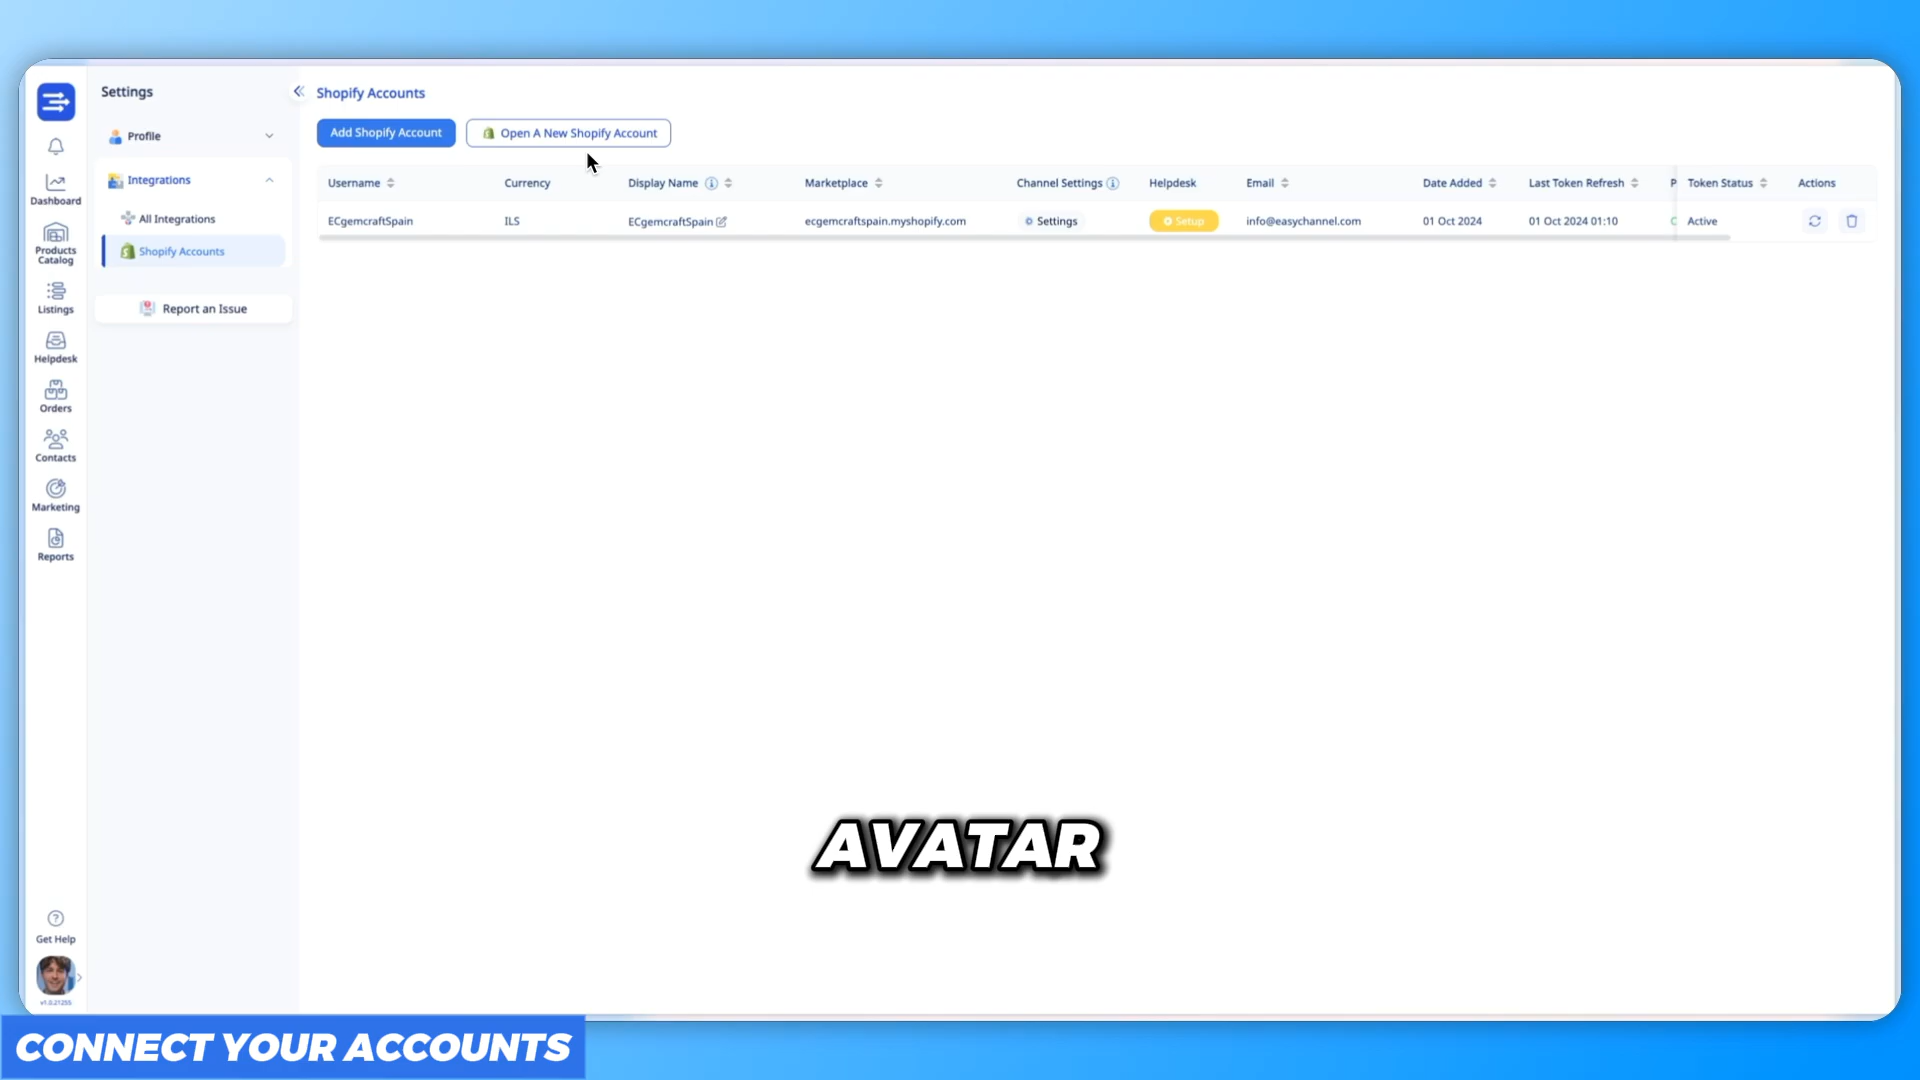 Settings
Shopify Accounts
Profile
Add Shopify Account
Open A New Shopify Account
Integrations
All Integrations
Shopify Accounts
Report an Issue
Username
Currency
Display Name
Marketplace
Channel Settings
Helpdesk
Email
Date Added
Last Token Refresh
P
Token Status
Actions
ECgemcraftSpain
ILS
ECgemcraftSpain
ecgemcraftspain.myshopify.com
Settings
Setup
info@easychannel.com
01 Oct 2024
01 Oct 2024 01:10
C
Active
Dashboard
Products
Catalog
Listings
Helpdesk
Orders
Contacts
Marketing
Reports
AVATAR
Get Help
v1.0.21255
CONNECT YOUR ACCOUNTS